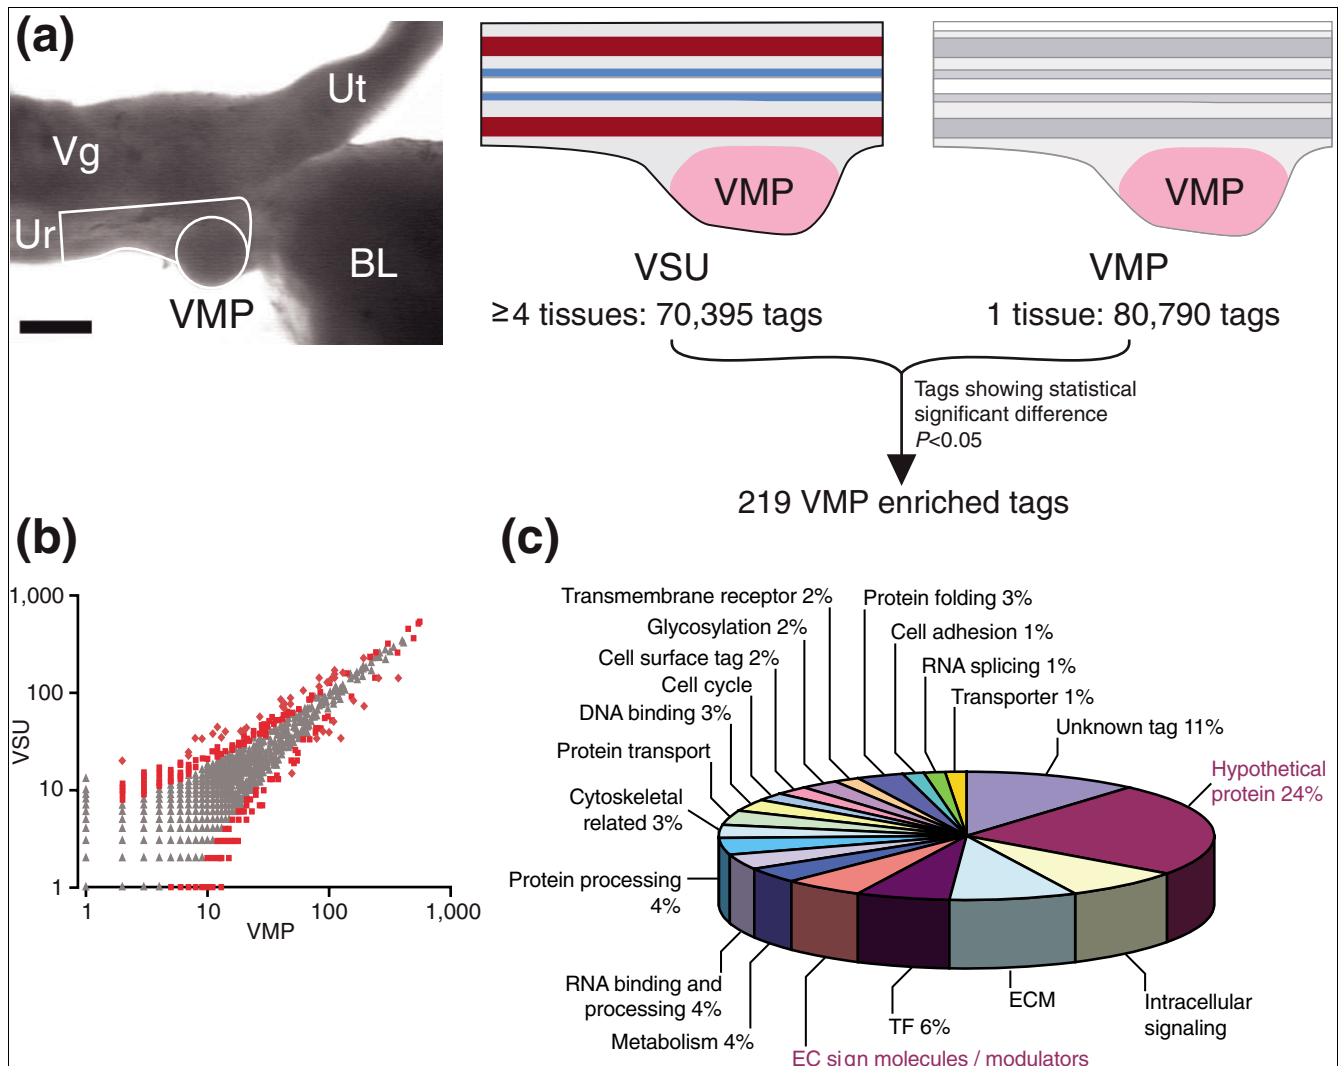 (a)
Ut
Vg
Ur
BL
VMP
VMP
VMP
VSU
VMP
≥4 tissues: 70,395 tags
1 tissue: 80,790 tags
Tags showing statistical
significant difference
P<0.05
219 VMP enriched tags
(b)
1,000
100
10
1
VSU
1
10
100
1,000
VMP
(c)
Transmembrane receptor 2%
Glycosylation 2%
Cell surface tag 2%
Cell cycle
DNA binding 3%
Protein transport
Cytoskeletal
related 3%
Protein processing
4%
RNA binding and
processing 4%
Metabolism 4%
EC sign molecules / modulators
TF 6%
ECM
Intracellular
signaling
Hypothetical
protein 24%
Unknown tag 11%
Transporter 1%
RNA splicing 1%
Cell adhesion 1%
Protein folding 3%